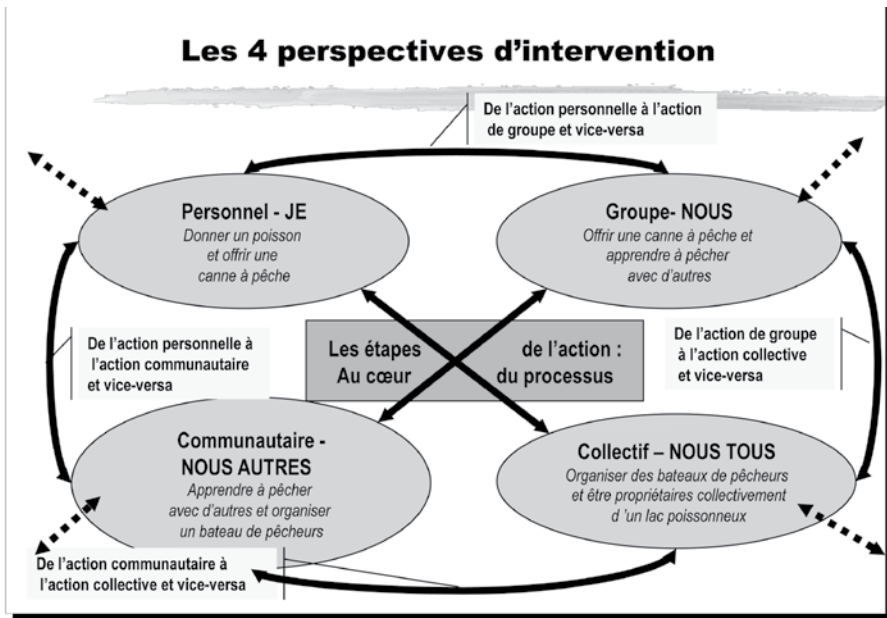 Les 4 perspectives d’intervention
De l’action personnelle à l’action
de groupe et vice-versa
Personnel - JE
Donner un poisson
et offrir une
canne à pêche
Groupe- NOUS
Offrir une canne à pêche et
apprendre à pêcher
avec d’autres
De l’action personnelle à
l’action communautaire
et vice-versa
Les étapes de l’action :
Au cœur du processus
De l’action de groupe
à l’action collective
et vice-versa
Communautaire -
NOUS AUTRES
Apprendre à pêcher
avec d’autres et organiser
un bateau de pêcheurs
Collectif – NOUS TOUS
Organiser des bateaux de pêcheurs
et être propriétaires collectivement
d ’un lac poissonneux
De l’action communautaire à
l’action collective et vice-versa